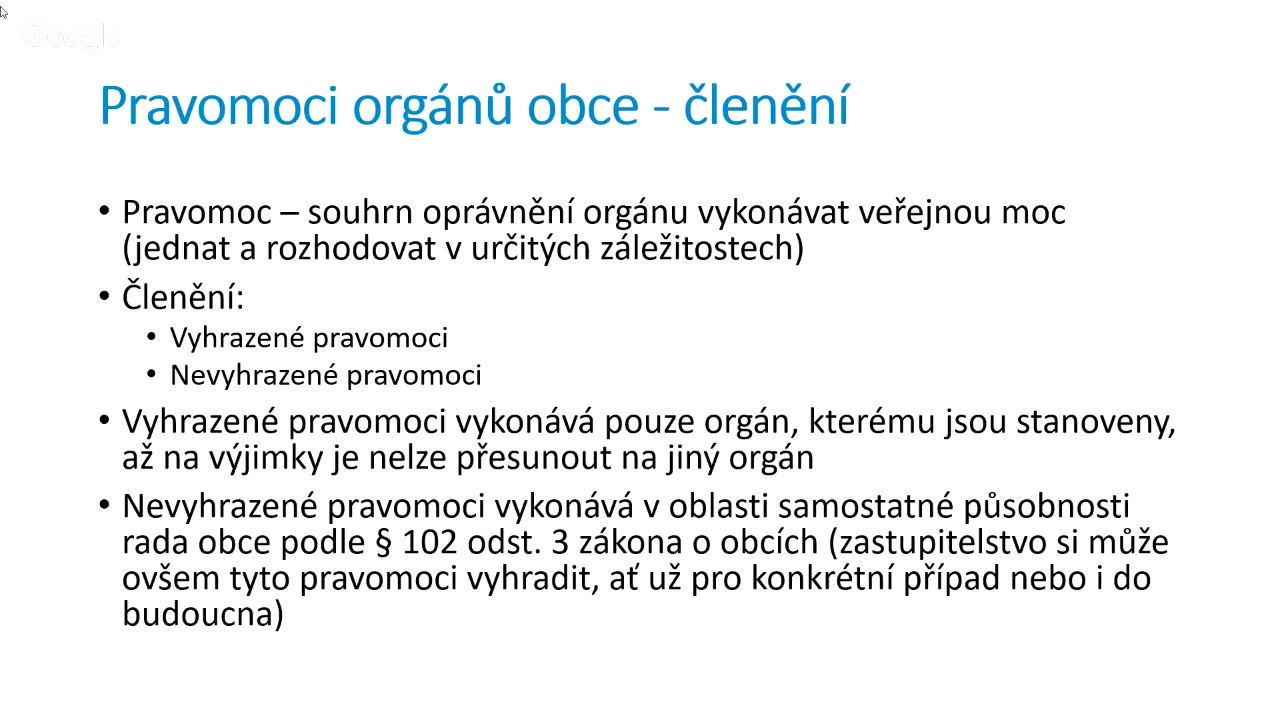 Google
Pravomoci orgánů obce - členění
• Pravomoc – souhrn oprávnění orgánu vykonávat veřejnou moc
(jednat a rozhodovat v určitých záležitostech)
• Členění:
• Vyhrazené pravomoci
• Nevyhrazené pravomoci
• Vyhrazené pravomoci vykonává pouze orgán, kterému jsou stanoveny,
až na výjimky je nelze přesunout na jiný orgán
• Nevyhrazené pravomoci vykonává v oblasti samostatné působnosti
rada obce podle § 102 odst. 3 zákona o obcích (zastupitelstvo si může
ovšem tyto pravomoci vyhradit, ať už pro konkrétní případ nebo i do
budoucna)